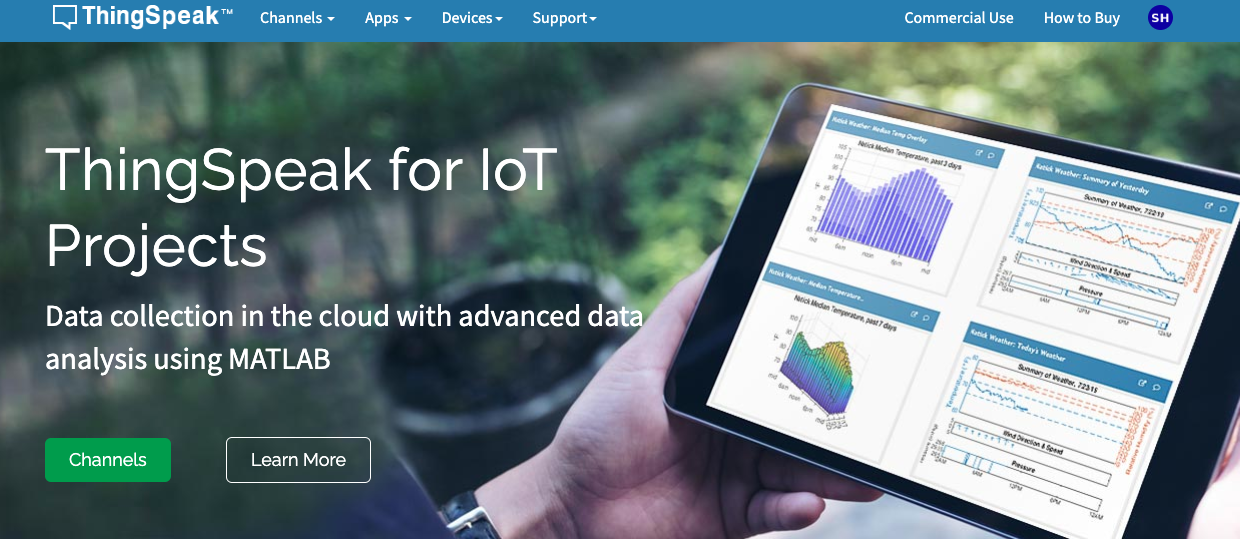 ThingSpeak™ Channels Apps Devices Support Commercial Use How to Buy SH
ThingSpeak for IoT
Projects
Data collection in the cloud with advanced data
analysis using MATLAB
Channels Learn More
Natick Weather: Median Temp Overlay
Natick Median Temperature, past 3 days
Natick Weather: Summary of Yesterday
Summary of Weather, 7/22/19
Wind Direction & Speed
Pressure
Natick Weather: Median Temperature...
Natick Median Temperature, past 7 days
Natick Weather: Today's Weather
Summary of Weather, 7/23/19
Wind Direction & Speed
Pressure